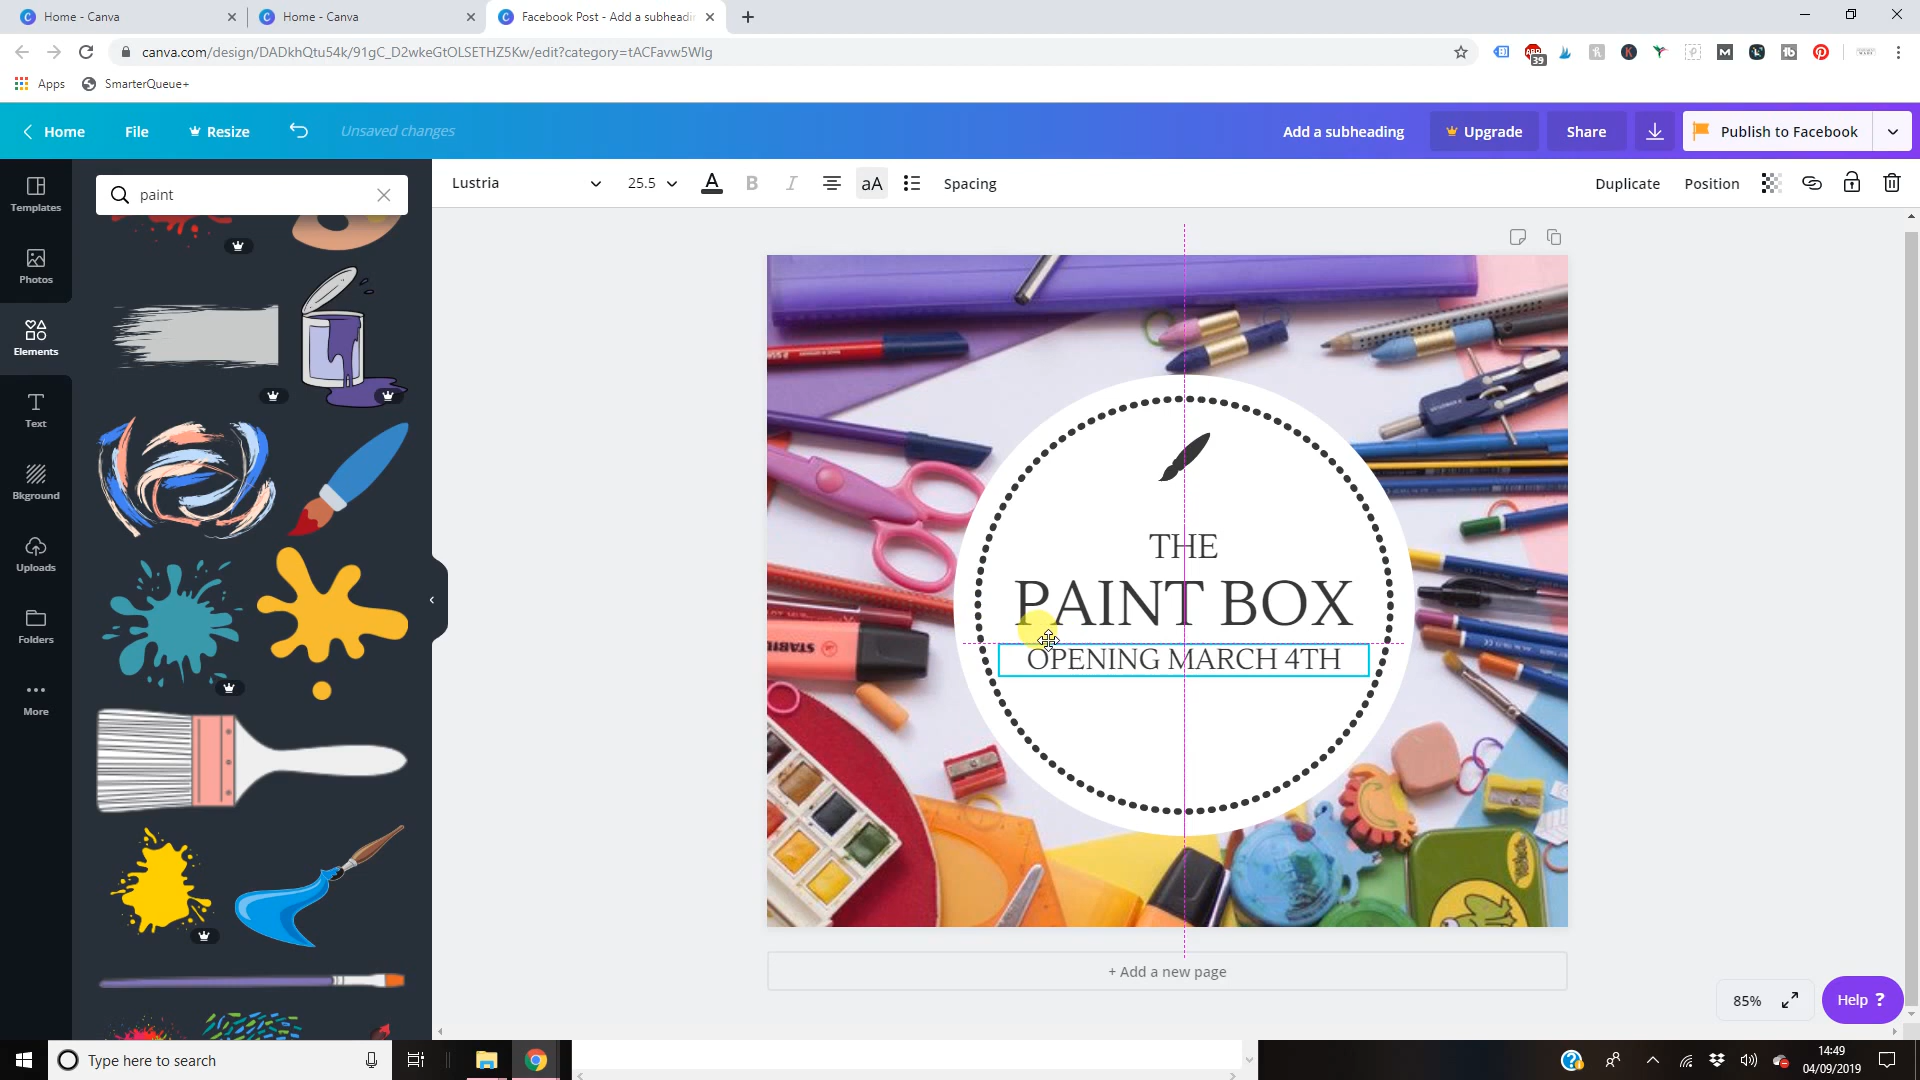 Home - Canva
Home - Canva
Facebook Post - Add a subheadi
canva.com/design/DADkhQtu54k/91gC_D2wkeGtOLSETHZ5Kw/edit?category=tACFavw5WIg
39
Apps
SmarterQueue+
Home
File
Resize
Unsaved changes
Add a subheading
Upgrade
Share
Publish to Facebook
Templates
Photos
Elements
Text
Bkground
Uploads
Folders
More
paint
Lustria
25.5
A
B
I
aA
Spacing
Duplicate
Position
THE
PAINT BOX
OPENING MARCH 4TH
STABILO
+ Add a new page
85%
Help ?
Type here to search
14:49
04/09/2019